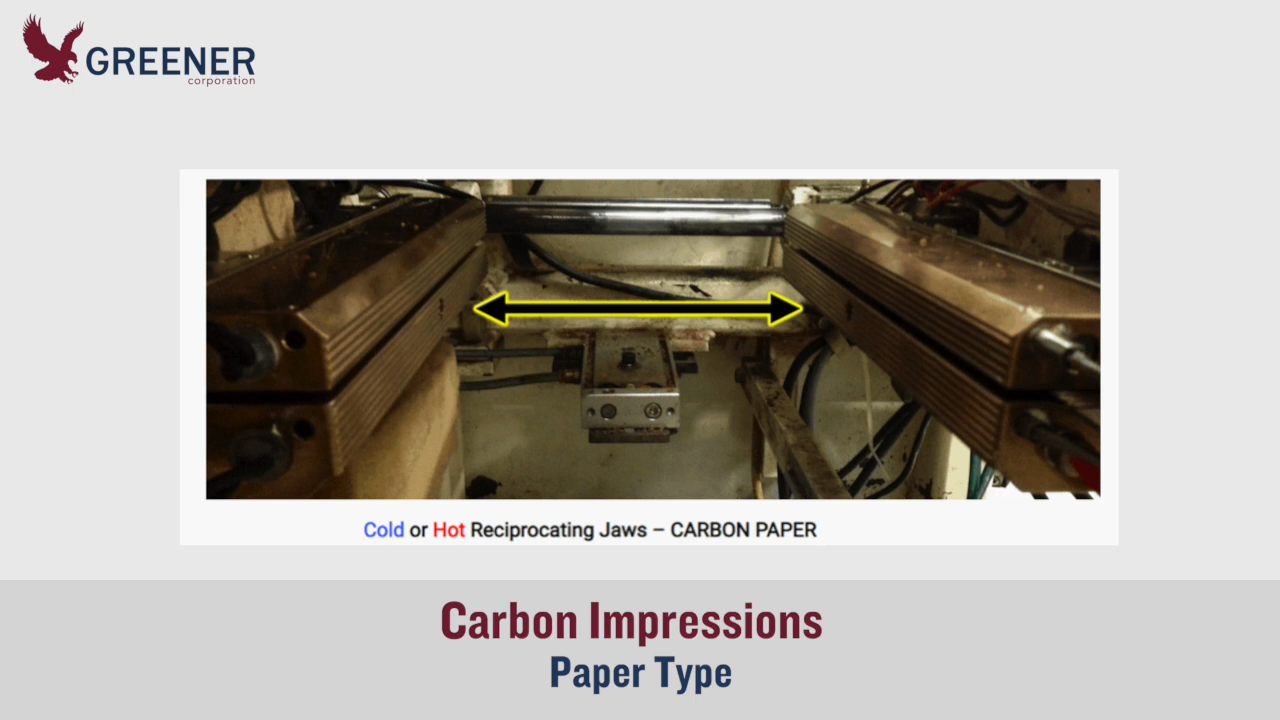 GREENER
corporation
Cold or Hot Reciprocating Jaws – CARBON PAPER
Carbon Impressions
Paper Type